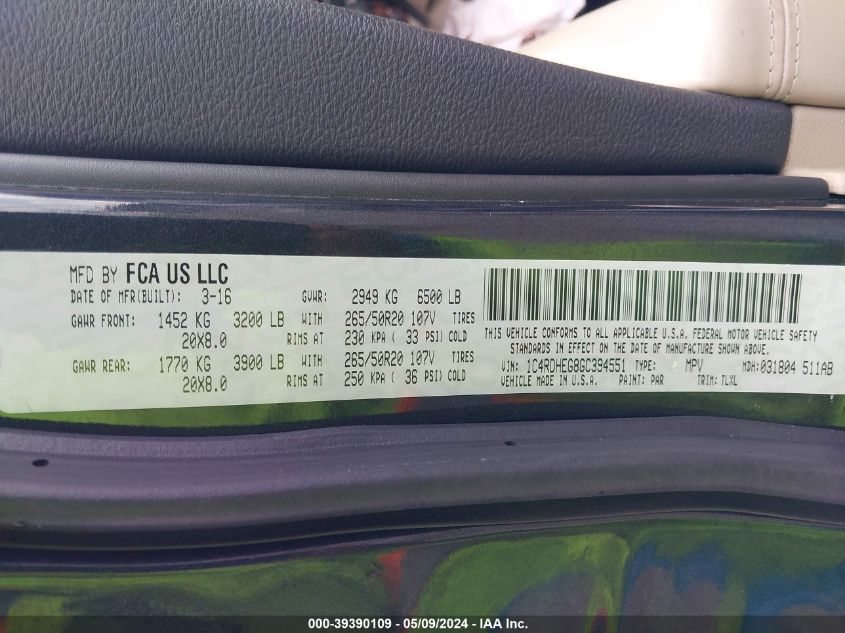 MFD BY FCA US LLC
DATE OF MFR(BUILT): 3-16 GVWR: 2949 KG 6500 LB
GAWR FRONT: 1452 KG 3200 LB WITH 265/50R20 107V TIRES
20X8.0 RIMS AT 230 KPA ( 33 PSI) COLD
GAWR REAR: 1770 KG 3900 LB WITH 265/50R20 107V TIRES
20X8.0 RIMS AT 250 KPA ( 36 PSI) COLD
THIS VEHICLE CONFORMS TO ALL APPLICABLE U.S.A. FEDERAL MOTOR VEHICLE SAFETY
STANDARDS IN EFFECT ON THE DATE OF MANUFACTURE SHOWN ABOVE.
VIN: 1C4RDHEG8GC394551 TYPE: MPV MDH:031804 511AB
VEHICLE MADE IN U.S.A. PAINT: PAR TRIM: TLXL
000-39390109 - 05/09/2024 - IAA Inc.